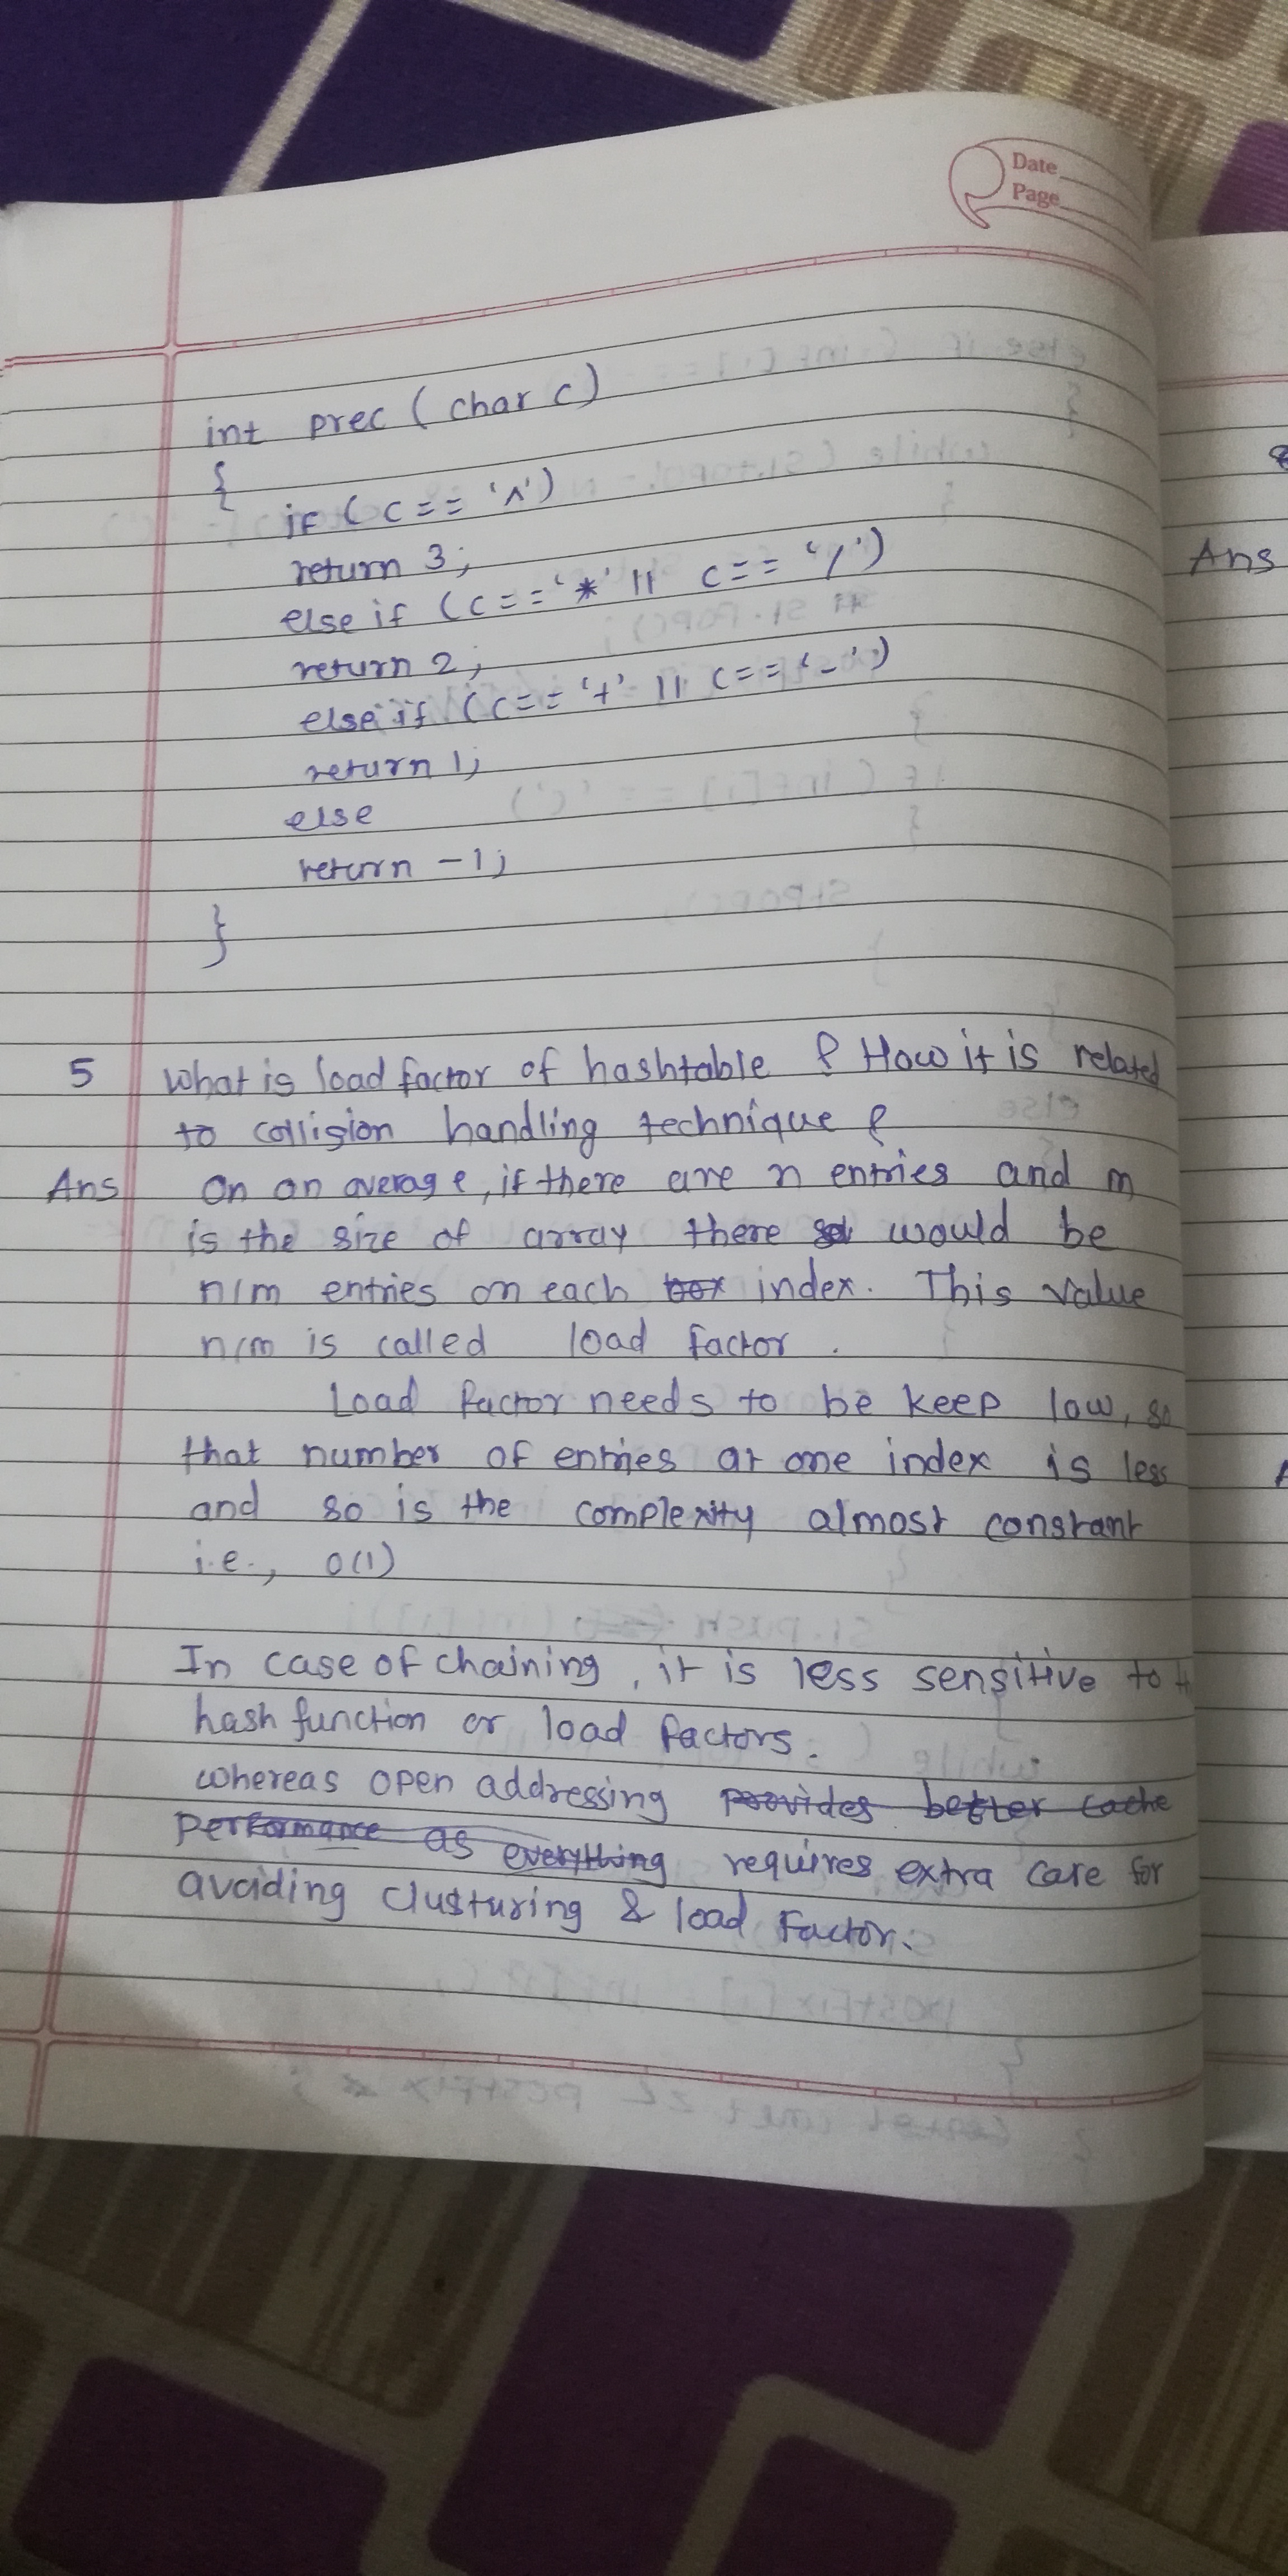 Date
Page
int prec ( char c )
{
if ( c == '^' )
return 3;
else if ( c == '*' || c == '/' )
return 2;
else if ( c == '+' || c == '-' )
return 1;
else
return -1;
}
5 What is load factor of hashtable ? How it is related
to collision handling technique ?
Ans On an average, if there are n entries and m
is the size of array there would be
n/m entries on each box index. This value
n/m is called load factor.
Load factor needs to be keep low, so
that number of entries at one index is less
and so is the complexity almost constant
i.e., O(1)
In case of chaining, it is less sensitive to
hash function or load factors.
whereas open addressing provides better cache
performance as everything requires extra care for
avoiding clusturing & load factor.
Ans